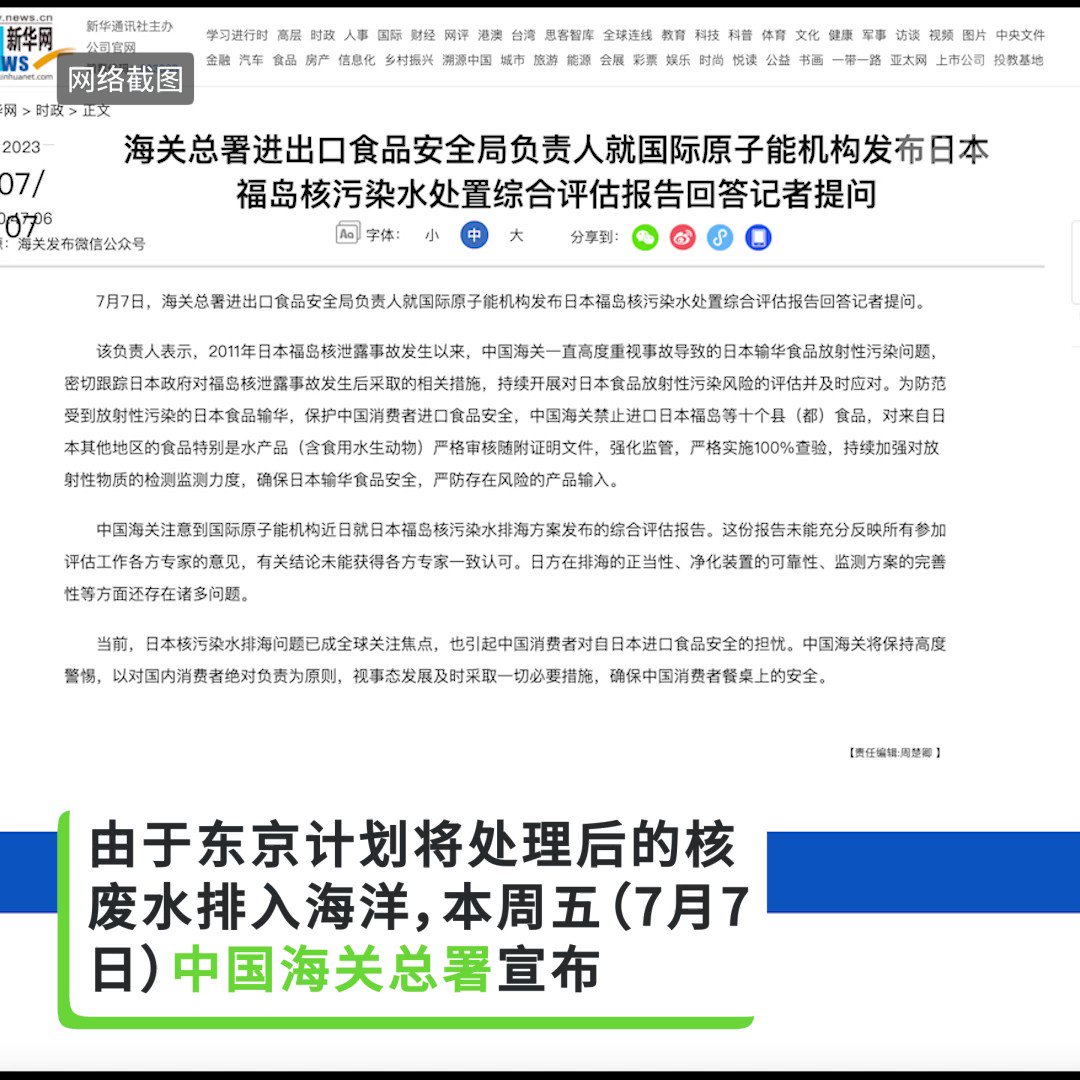 .news.cn
新华网
WS
inhuanet.com
新华通讯社主办
公司官网
网络截图
学习进行时 高层 时政 人事 国际 财经 网评 港澳 台湾 思客智库 全球连线 教育 科技 科普 体育 文化 健康 军事 访谈 视频 图片 中央文件
金融 汽车 食品 房产 信息化 乡村振兴 溯源中国 城市 旅游 能源 会展 彩票 娱乐 时尚 悦读 公益 书画 一带一路 亚太网 上市公司 投教基地
华网 > 时政 > 正文
2023
07/
07
:47:06
：海关发布微信公众号
海关总署进出口食品安全局负责人就国际原子能机构发布日本
福岛核污染水处置综合评估报告回答记者提问
Aa 字体： 小 中 大 分享到：
7月7日，海关总署进出口食品安全局负责人就国际原子能机构发布日本福岛核污染水处置综合评估报告回答记者提问。
该负责人表示，2011年日本福岛核泄露事故发生以来，中国海关一直高度重视事故导致的日本输华食品放射性污染问题，
密切跟踪日本政府对福岛核泄露事故发生后采取的相关措施，持续开展对日本食品放射性污染风险的评估并及时应对。为防范
受到放射性污染的日本食品输华，保护中国消费者进口食品安全，中国海关禁止进口日本福岛等十个县（都）食品，对来自日
本其他地区的食品特别是水产品（含食用水生动物）严格审核随附证明文件，强化监管，严格实施100%查验，持续加强对放
射性物质的检测监测力度，确保日本输华食品安全，严防存在风险的产品输入。
中国海关注意到国际原子能机构近日就日本福岛核污染水排海方案发布的综合评估报告。这份报告未能充分反映所有参加
评估工作各方专家的意见，有关结论未能获得各方专家一致认可。日方在排海的正当性、净化装置的可靠性、监测方案的完善
性等方面还存在诸多问题。
当前，日本核污染水排海问题已成全球关注焦点，也引起中国消费者对自日本进口食品安全的担忧。中国海关将保持高度
警惕，以对国内消费者绝对负责为原则，视事态发展及时采取一切必要措施，确保中国消费者餐桌上的安全。
【责任编辑:周楚卿 】
由于东京计划将处理后的核
废水排入海洋，本周五（7月7
日）中国海关总署宣布